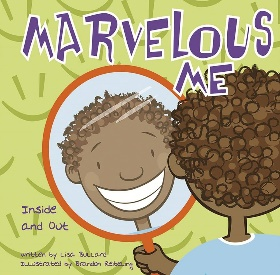 MARVELOUS
ME
Inside
and Out
written by Lisa Bullard
illustrated by Brandon Reibeling